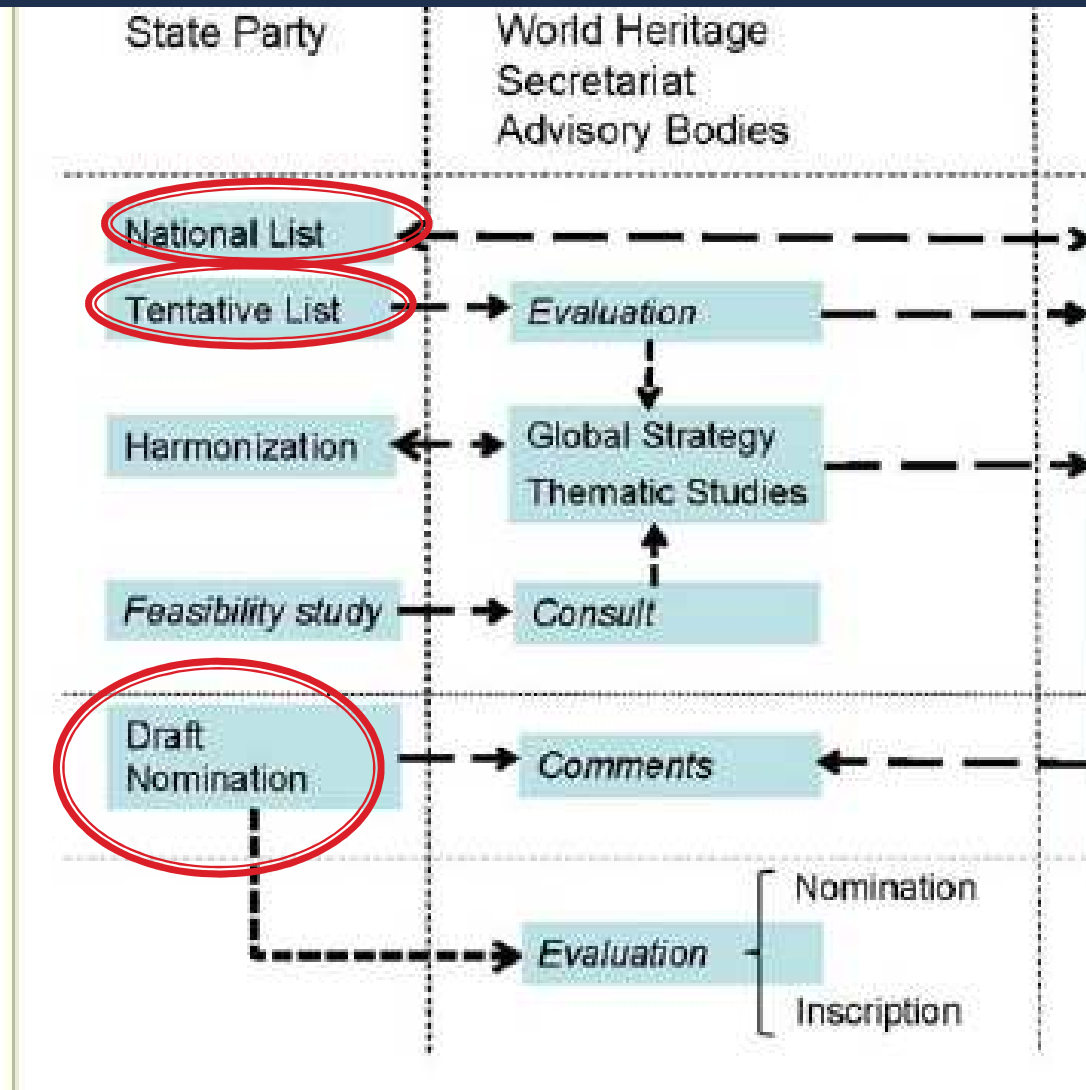 State Party
World Heritage
Secretariat
Advisory Bodies
National List
Tentative List
Evaluation
Harmonization
Global Strategy
Thematic Studies
Feasibility study
Consult
Draft
Nomination
Comments
Evaluation
Nomination
Inscription